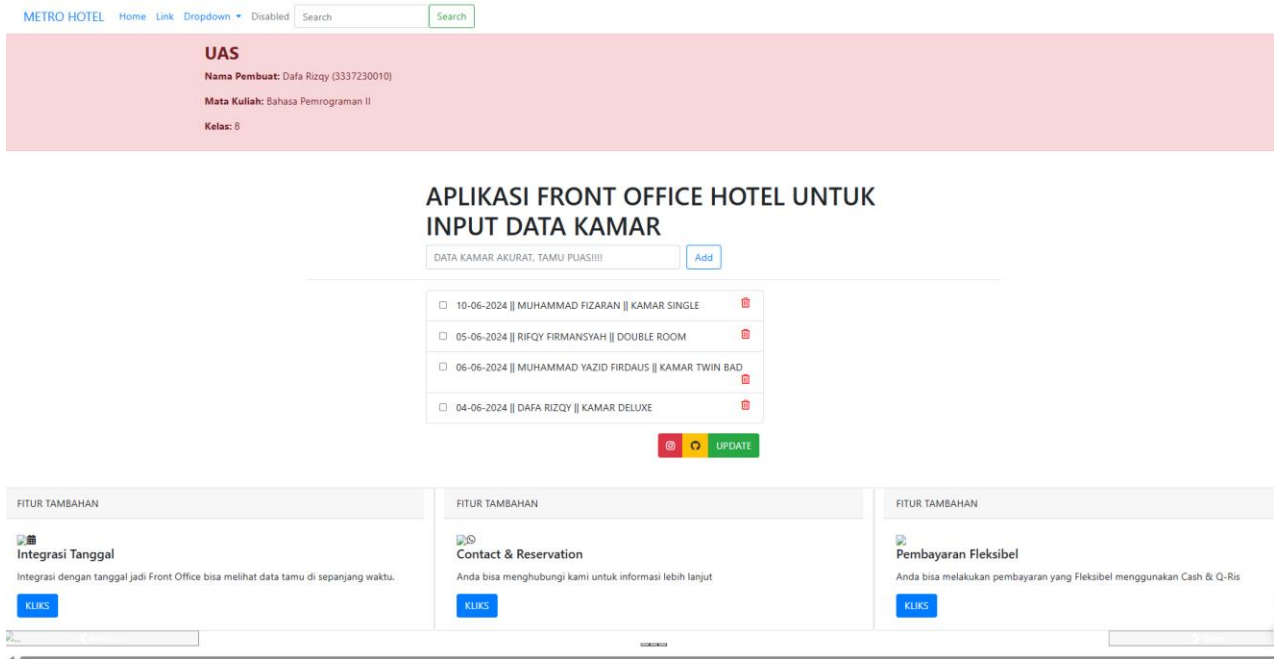 METRO HOTEL Home Link Dropdown Disabled Search Search
UAS
Nama Pembuat: Dafa Rizqy (3337230010)
Mata Kuliah: Bahasa Pemrograman II
Kelas: B
APLIKASI FRONT OFFICE HOTEL UNTUK
INPUT DATA KAMAR
DATA KAMAR AKURAT, TAMU PUAS!!!! Add
10-06-2024 || MUHAMMAD FIZARAN || KAMAR SINGLE
05-06-2024 || RIFQY FIRMANSYAH || DOUBLE ROOM
06-06-2024 || MUHAMMAD YAZID FIRDAUS || KAMAR TWIN BAD
04-06-2024 || DAFA RIZQY || KAMAR DELUXE
UPDATE
FITUR TAMBAHAN
Integrasi Tanggal
Integrasi dengan tanggal jadi Front Office bisa melihat data tamu di sepanjang waktu.
KLIKS
FITUR TAMBAHAN
Contact & Reservation
Anda bisa menghubungi kami untuk informasi lebih lanjut
KLIKS
FITUR TAMBAHAN
Pembayaran Fleksibel
Anda bisa melakukan pembayaran yang Fleksibel menggunakan Cash & Q-Ris
KLIKS